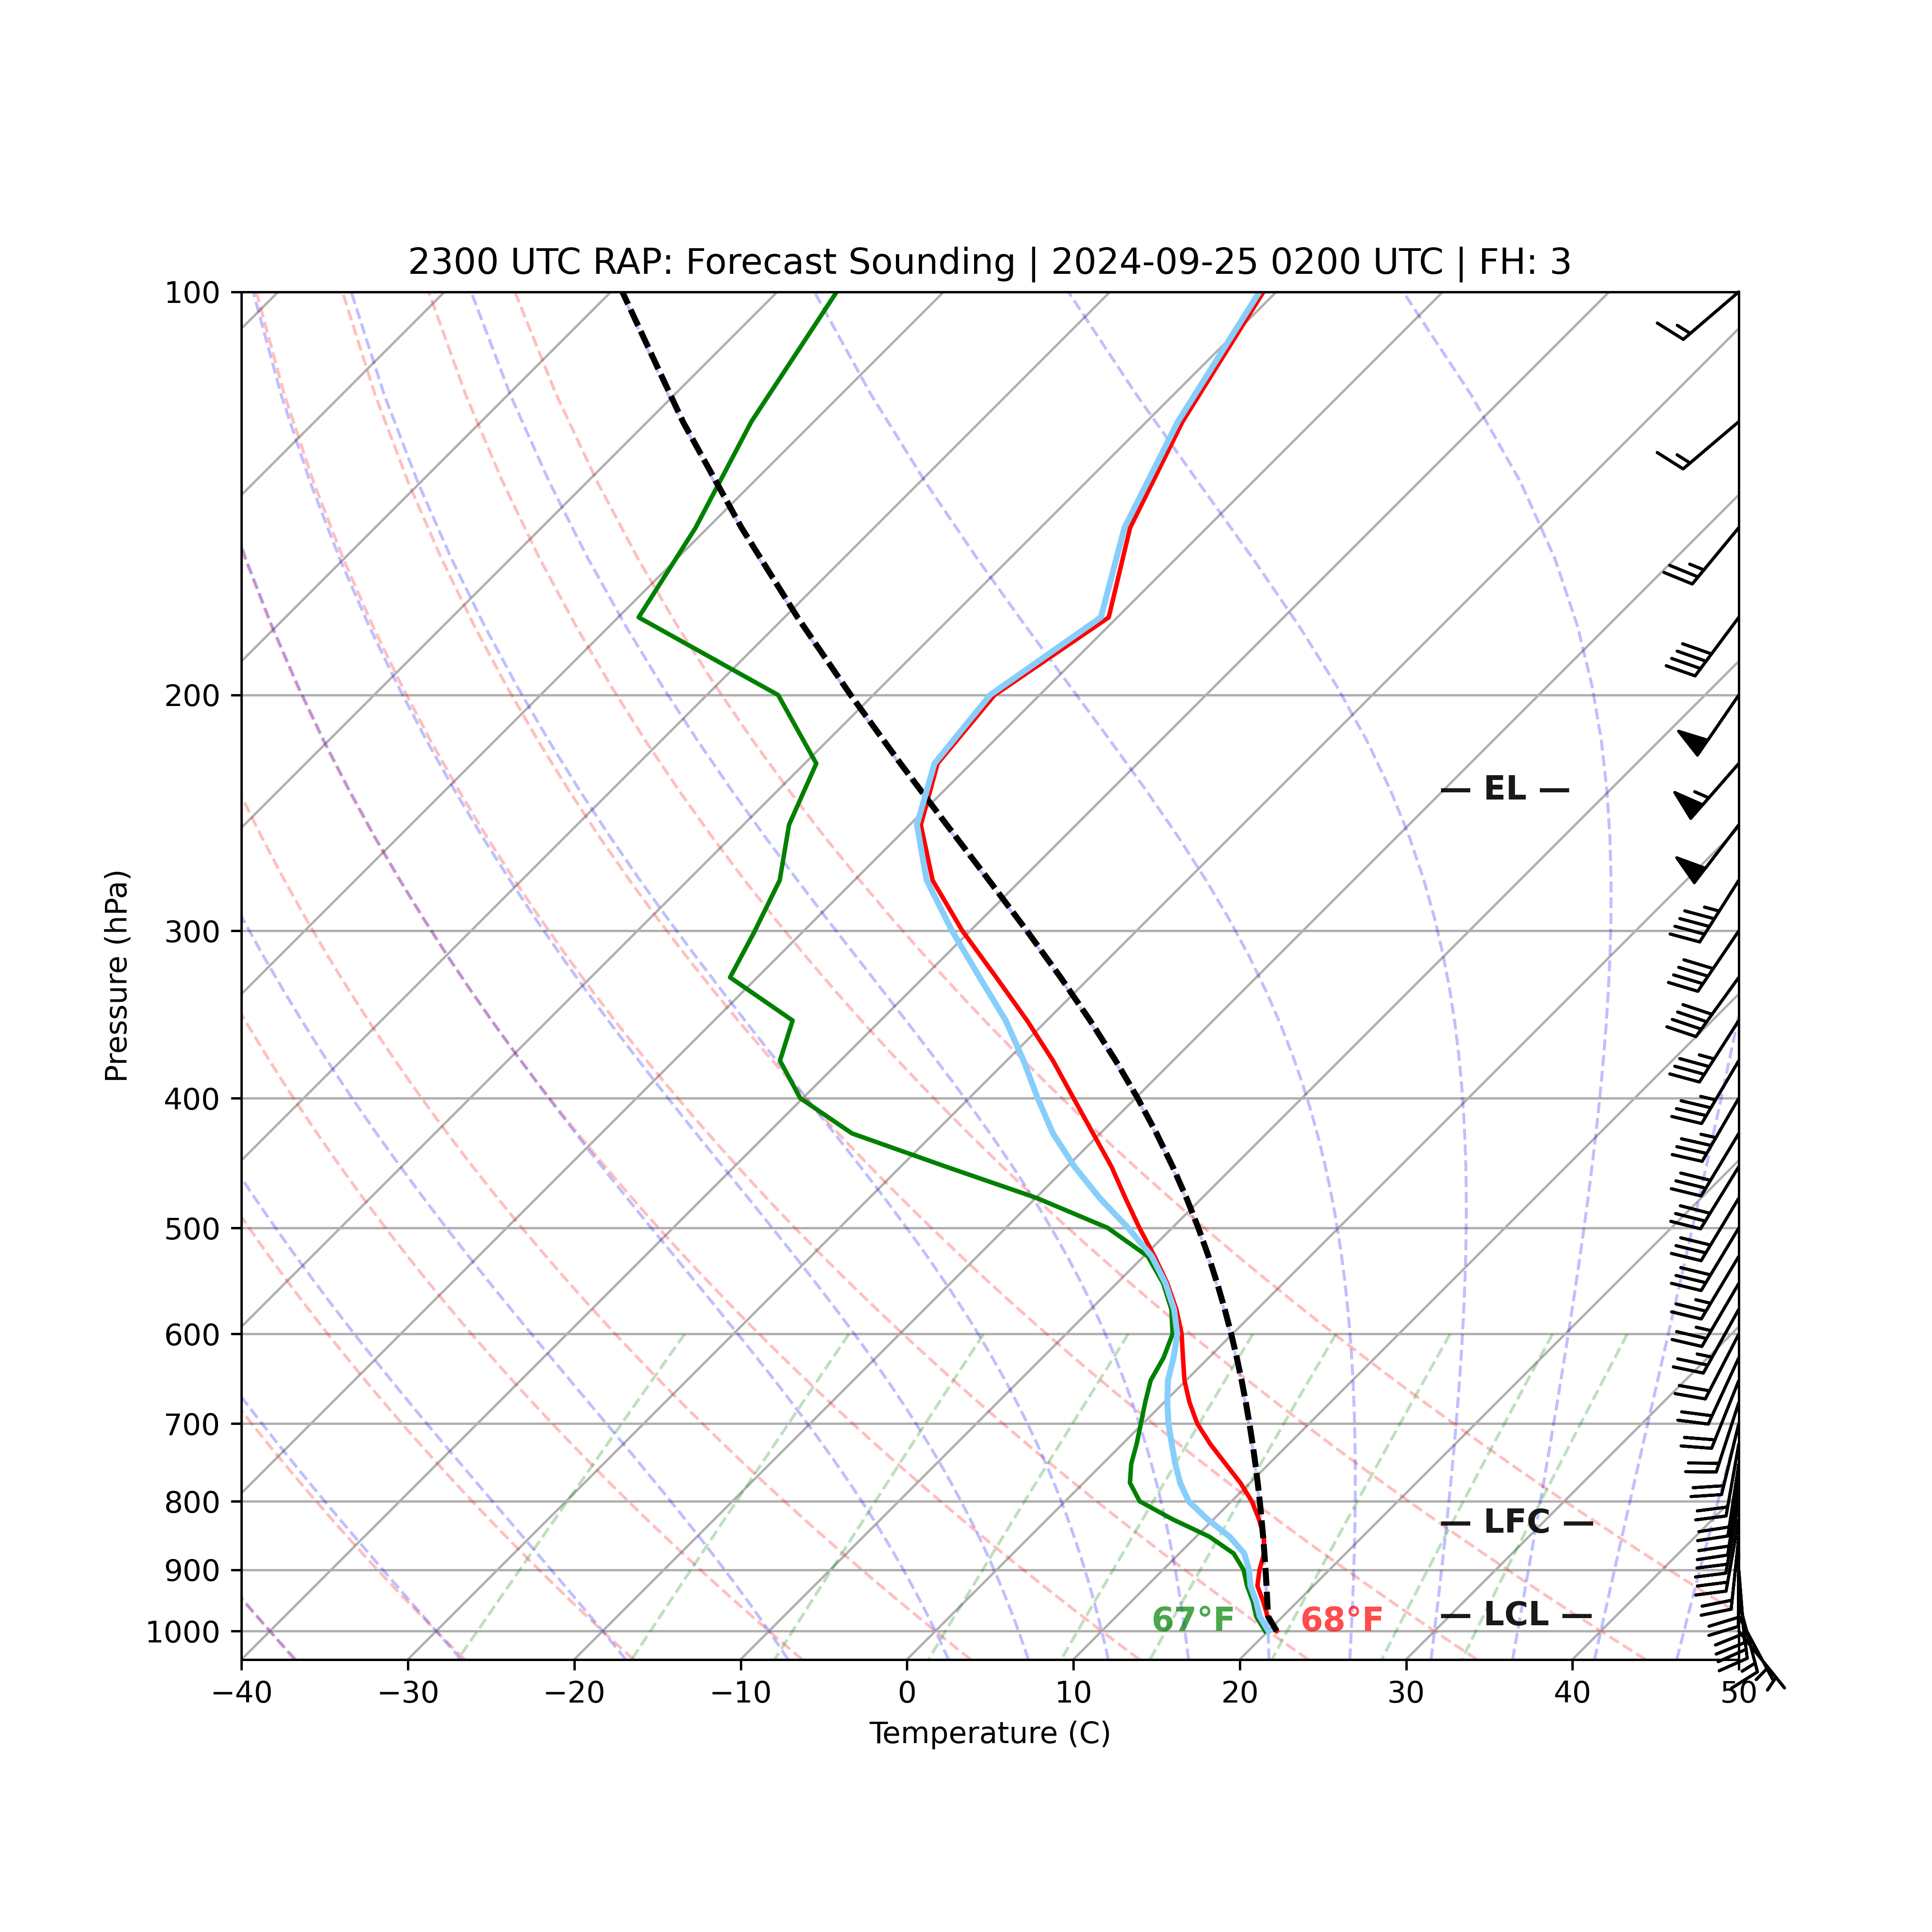 2300 UTC RAP: Forecast Sounding | 2024-09-25 0200 UTC | FH: 3
100
200
300
400
500
600
700
800
900
1000
Pressure (hPa)
— EL —
— LFC —
— LCL —
67°F 68°F
−40 −30 −20 −10 0 10 20 30 40 50
Temperature (C)